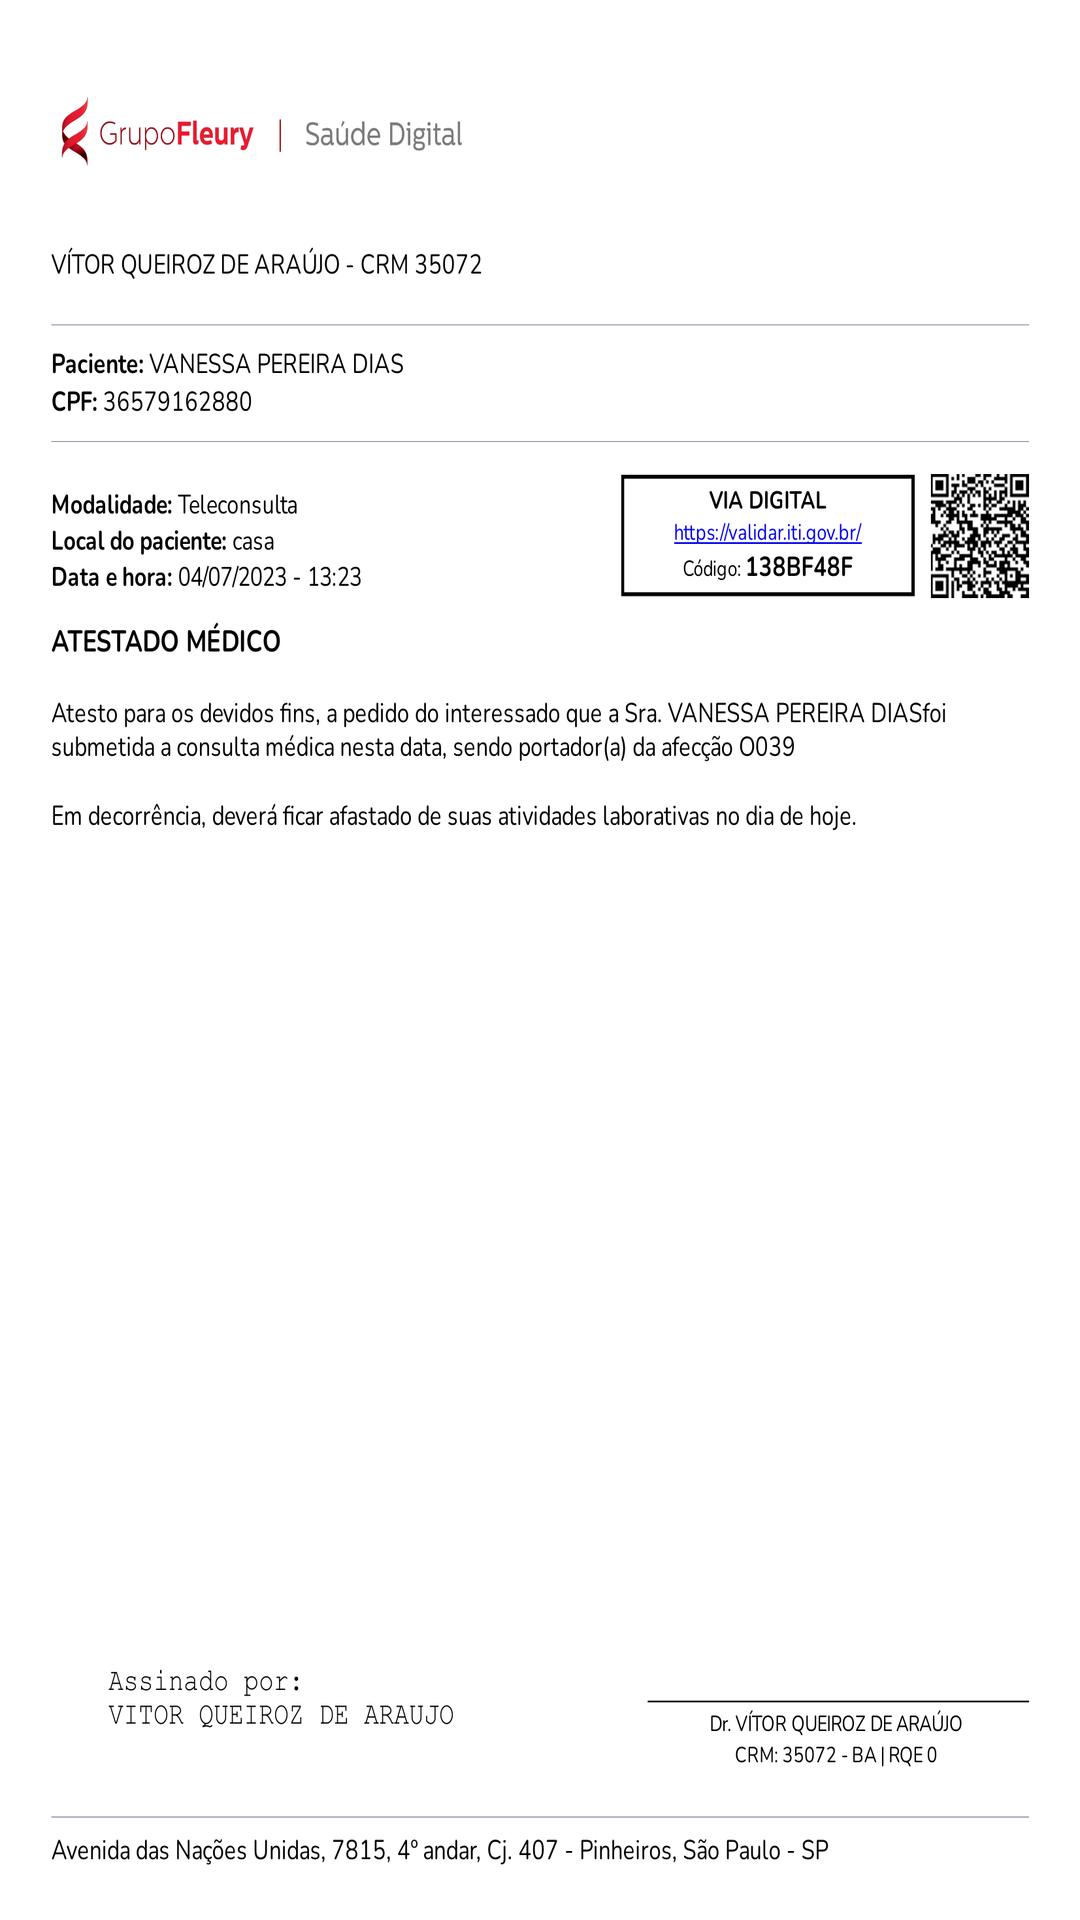 GrupoFleury | Saúde Digital
VÍTOR QUEIROZ DE ARAÚJO - CRM 35072
Paciente: VANESSA PEREIRA DIAS
CPF: 36579162880
Modalidade: Teleconsulta
Local do paciente: casa
Data e hora: 04/07/2023 - 13:23
VIA DIGITAL
https://validar.iti.gov.br/
Código: 138BF48F
ATESTADO MÉDICO
Atesto para os devidos fins, a pedido do interessado que a Sra. VANESSA PEREIRA DIASfoi
submetida a consulta médica nesta data, sendo portador(a) da afecção O039
Em decorrência, deverá ficar afastado de suas atividades laborativas no dia de hoje.
Assinado por:
VITOR QUEIROZ DE ARAUJO
Dr. VÍTOR QUEIROZ DE ARAÚJO
CRM: 35072 - BA | RQE 0
Avenida das Nações Unidas, 7815, 4º andar, Cj. 407 - Pinheiros, São Paulo - SP